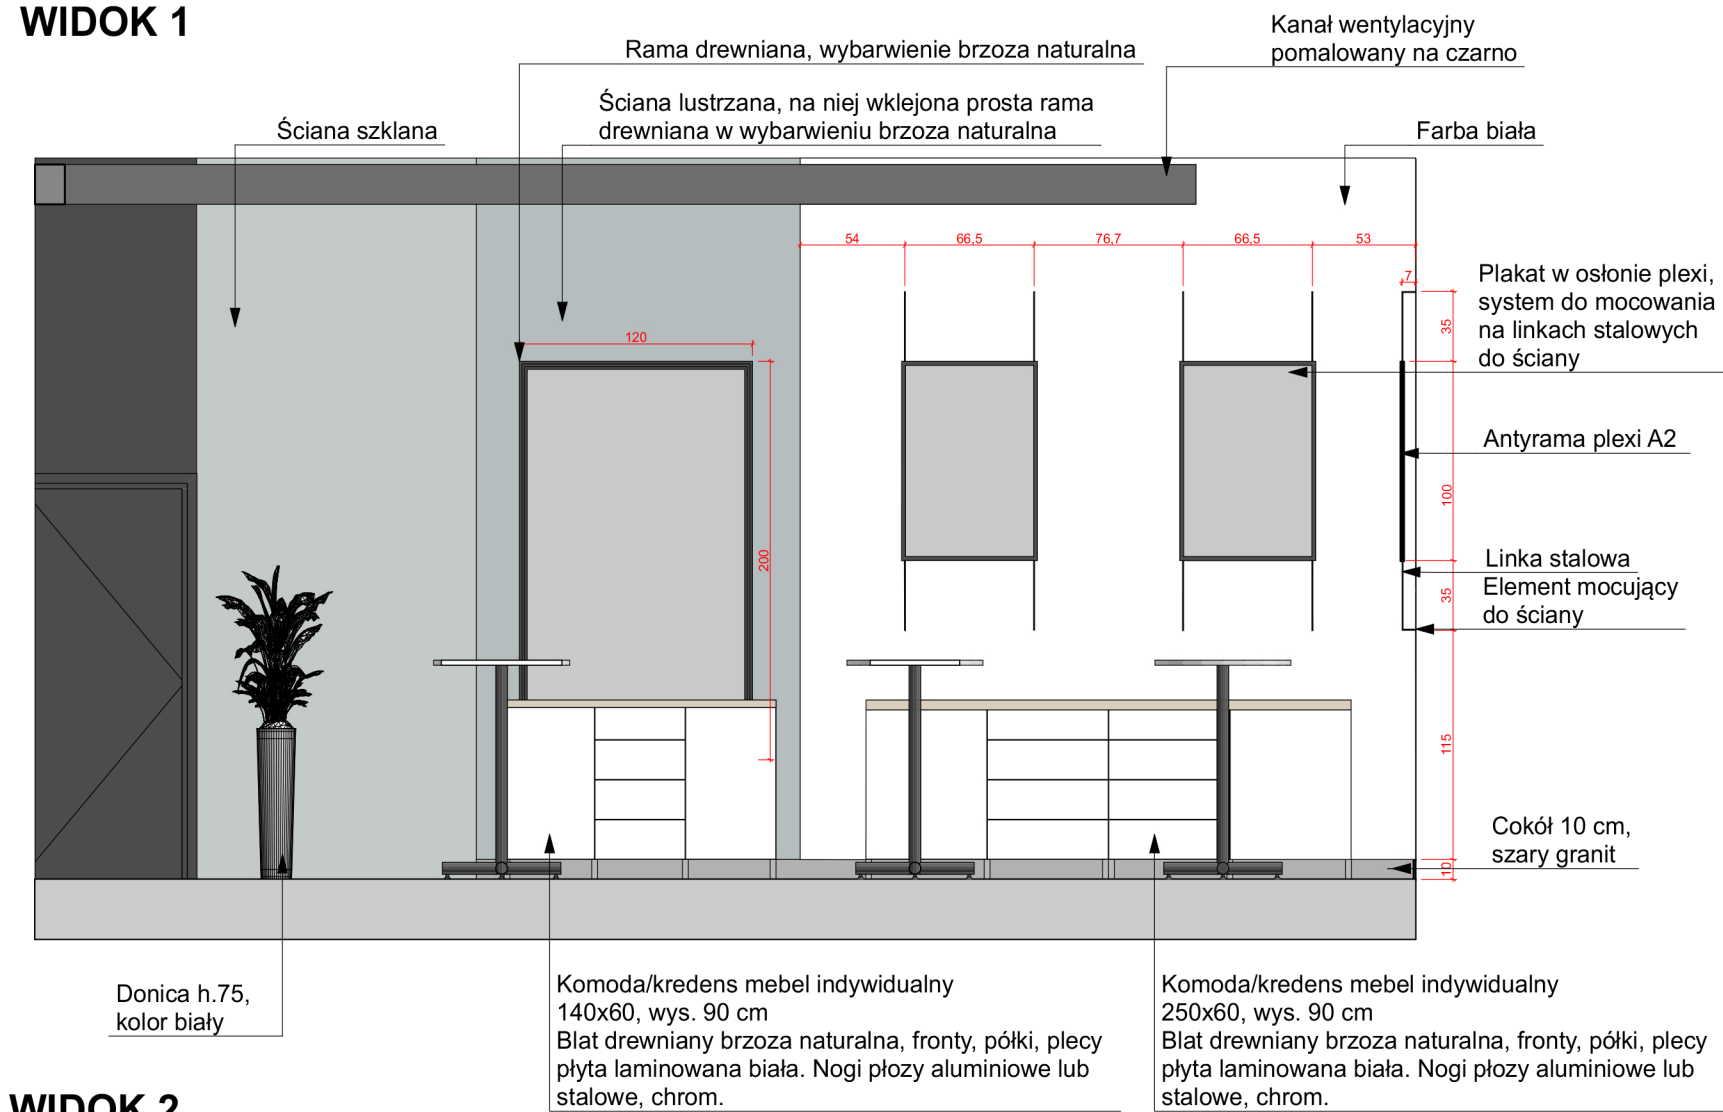 WIDOK 1
Kanał wentylacyjny
pomalowany na czarno
Rama drewniana, wybarwienie brzoza naturalna
Ściana lustrzana, na niej wklejona prosta rama
drewniana w wybarwieniu brzoza naturalna
Ściana szklana
Farba biała
54
66,5
76,7
66,5
53
7
Plakat w osłonie plexi,
system do mocowania
na linkach stalowych
do ściany
35
120
Antyrama plexi A2
100
200
Linka stalowa
Element mocujący
do ściany
35
115
Cokół 10 cm,
szary granit
10
Donica h.75,
kolor biały
Komoda/kredens mebel indywidualny
140x60, wys. 90 cm
Blat drewniany brzoza naturalna, fronty, półki, plecy
płyta laminowana biała. Nogi płozy aluminiowe lub
stalowe, chrom.
Komoda/kredens mebel indywidualny
250x60, wys. 90 cm
Blat drewniany brzoza naturalna, fronty, półki, plecy
płyta laminowana biała. Nogi płozy aluminiowe lub
stalowe, chrom.
WIDOK 2